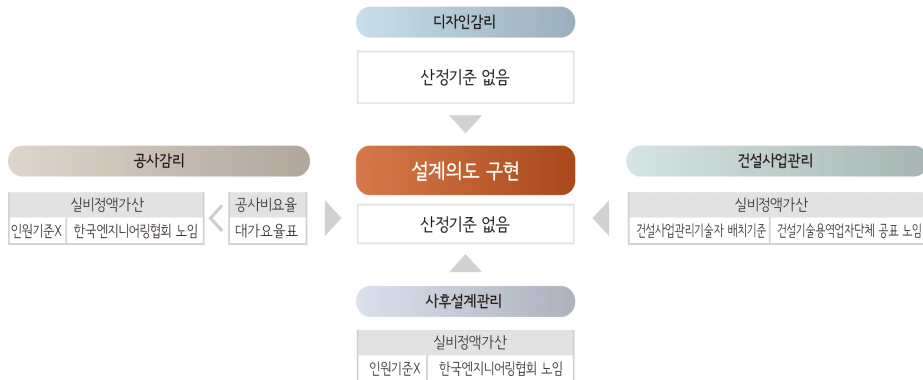 디자인감리
산정기준 없음
공사감리
실비정액가산
공사비요율
인원기준X
한국엔지니어링협회 노임
대가요율표
설계의도 구현
산정기준 없음
건설사업관리
실비정액가산
건설사업관리기술자 배치기준
건설기술용역업자단체 공표 노임
사후설계관리
실비정액가산
인원기준X
한국엔지니어링협회 노임